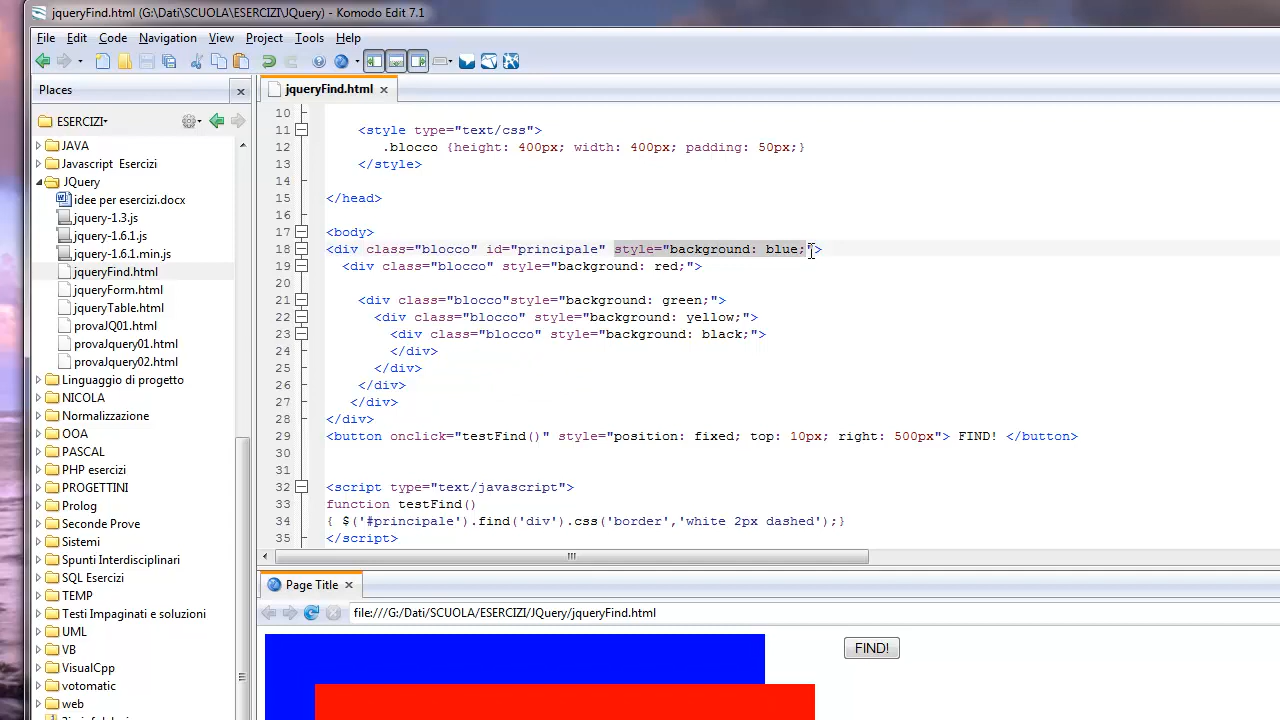 jqueryFind.html (G:\Dati\SCUOLA\ESERCIZI\JQuery) - Komodo Edit 7.1
File Edit Code Navigation View Project Tools Help
Places
jqueryFind.html
ESERCIZI
JAVA
Javascript Esercizi
JQuery
idee per esercizi.docx
jquery-1.3.js
jquery-1.6.1.js
jquery-1.6.1.min.js
jqueryFind.html
jqueryForm.html
jqueryTable.html
provaJQ01.html
provaJquery01.html
provaJquery02.html
Linguaggio di progetto
NICOLA
Normalizzazione
OOA
PASCAL
PHP esercizi
PROGETTINI
Prolog
Seconde Prove
Sistemi
Spunti Interdisciplinari
SQL Esercizi
TEMP
Testi Impaginati e soluzioni
UML
VB
VisualCpp
votomatic
web
10
11 <style type="text/css">
12 .blocco {height: 400px; width: 400px; padding: 50px;}
13 </style>
14
15 </head>
16
17 <body>
18 <div class="blocco" id="principale" style="background: blue;">
19 <div class="blocco" style="background: red;">
20
21 <div class="blocco"style="background: green;">
22 <div class="blocco" style="background: yellow;">
23 <div class="blocco" style="background: black;">
24 </div>
25 </div>
26 </div>
27 </div>
28 </div>
29 <button onclick="testFind()" style="position: fixed; top: 10px; right: 500px"> FIND! </button>
30
31
32 <script type="text/javascript">
33 function testFind()
34 { $('#principale').find('div').css('border','white 2px dashed');}
35 </script>
Page Title
file:///G:/Dati/SCUOLA/ESERCIZI/JQuery/jqueryFind.html
FIND!